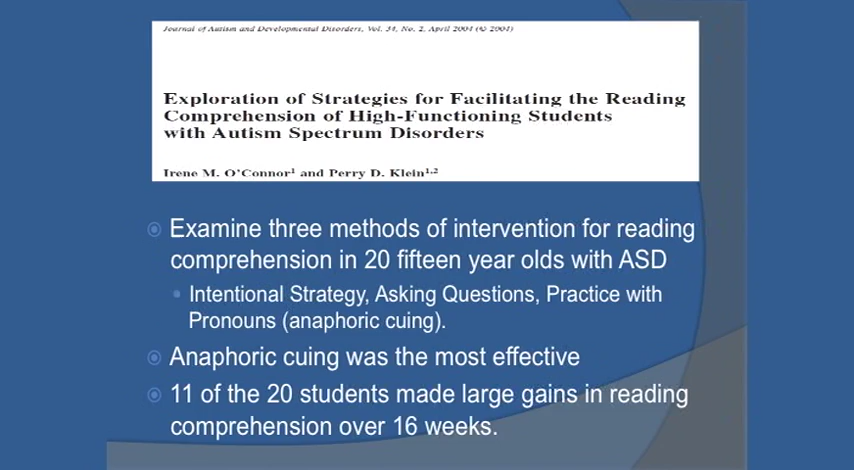 Journal of Autism and Developmental Disorders, Vol. 34, No. 2, April 2004 (© 2004)
Exploration of Strategies for Facilitating the Reading
Comprehension of High-Functioning Students
with Autism Spectrum Disorders
Irene M. O'Connor1 and Perry D. Klein1,2
Examine three methods of intervention for reading
comprehension in 20 fifteen year olds with ASD
Intentional Strategy, Asking Questions, Practice with
Pronouns (anaphoric cuing).
Anaphoric cuing was the most effective
11 of the 20 students made large gains in reading
comprehension over 16 weeks.